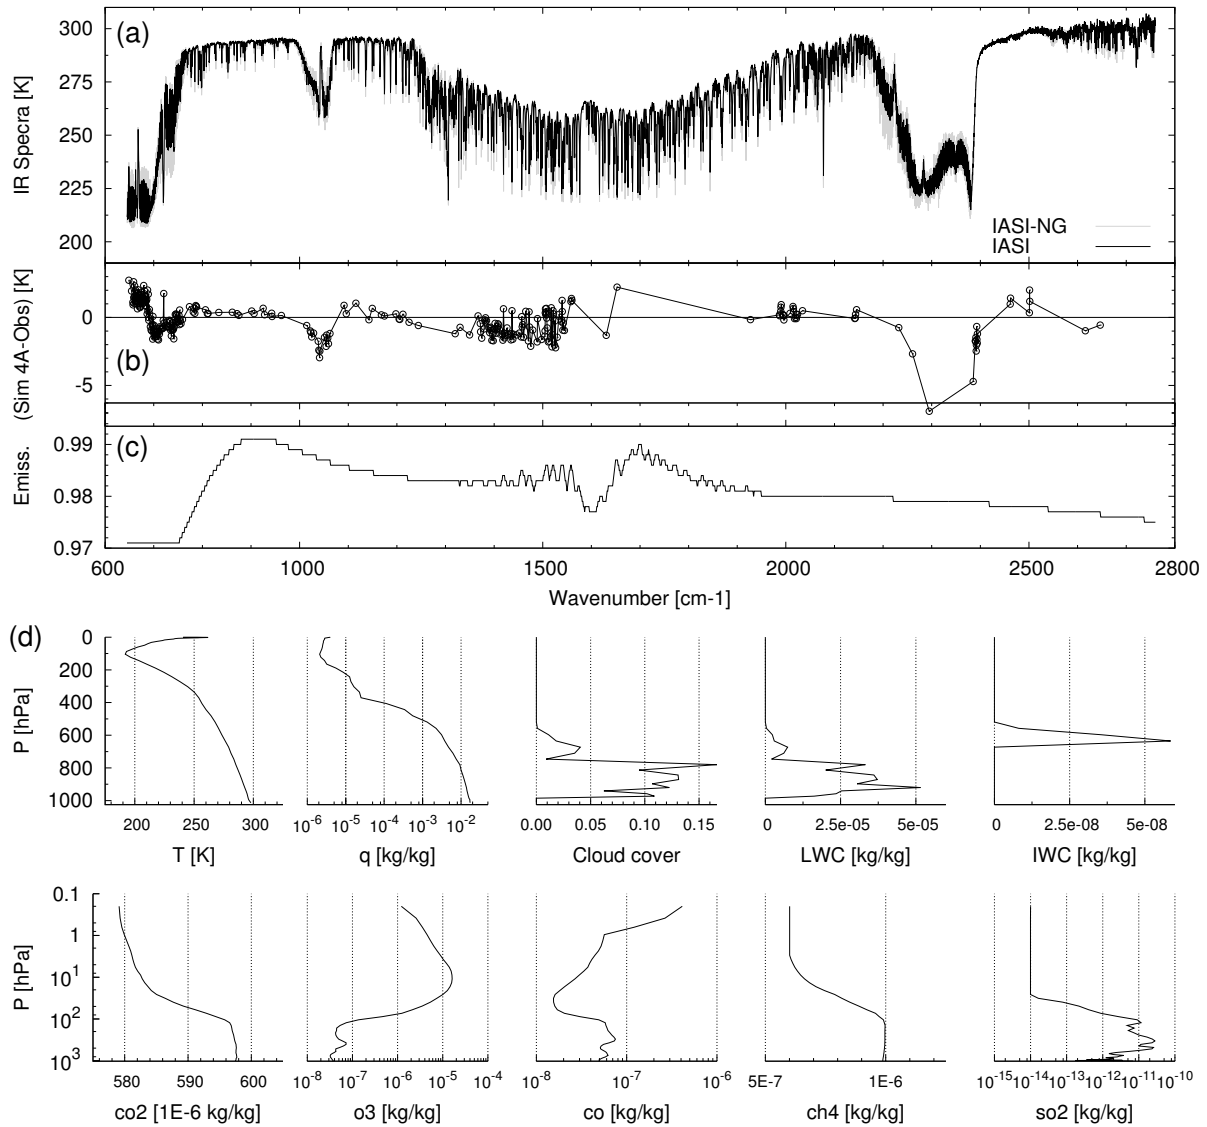 (a)
300
275
250
225
210
190
IR Specra [K]
IASI-NG
IASI
(b)
0
-5
(Sim 4A-Obs) [K]
(c)
0.99
0.98
0.97
Emiss.
600 1000 1500 2000 2500 2800
Wavenumber [cm-1]
(d)
0
200
400
600
800
1000
P [hPa]
200 250 300
10-6 10-5 10-4 10-3 10-2
0.00 0.05 0.10 0.15
0 2.5e-05 5e-05
0 2.5e-08 5e-08
T [K] q [kg/kg] Cloud cover LWC [kg/kg] IWC [kg/kg]
0.1
1
101
102
103
P [hPa]
580 590 600
10-8 10-7 10-6 10-5 10-4
10-8 10-7 10-6
5E-7 1E-6
10-15 10-14 10-13 10-12 10-11 10-10
co2 [1E-6 kg/kg] o3 [kg/kg] co [kg/kg] ch4 [kg/kg] so2 [kg/kg]